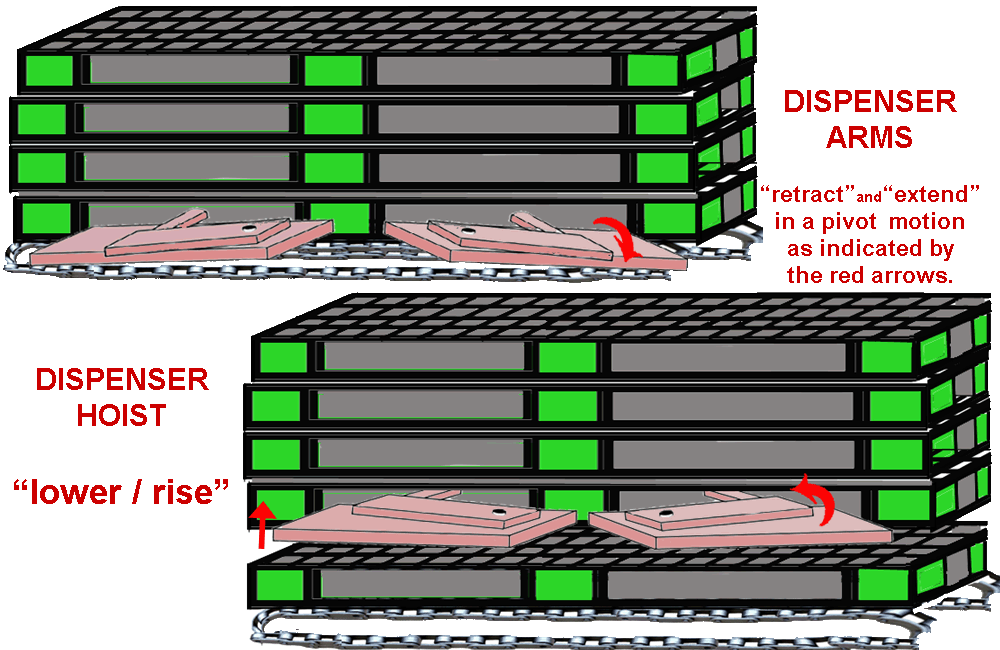 DISPENSER
ARMS
“retract”and“extend”
in a pivot motion
as indicated by
the red arrows.
DISPENSER
HOIST
“lower / rise”